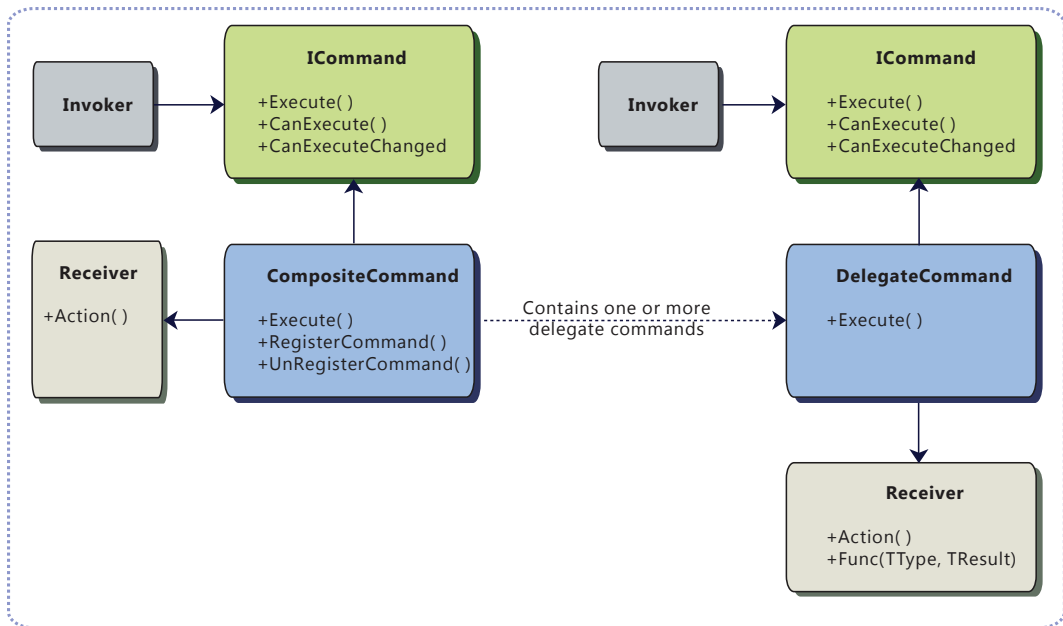 Invoker
ICommand
+Execute( )
+CanExecute( )
+CanExecuteChanged
Invoker
ICommand
+Execute( )
+CanExecute( )
+CanExecuteChanged
Receiver
+Action( )
CompositeCommand
+Execute( )
+RegisterCommand( )
+UnRegisterCommand( )
Contains one or more
delegate commands
DelegateCommand
+Execute( )
Receiver
+Action( )
+Func(TType, TResult)